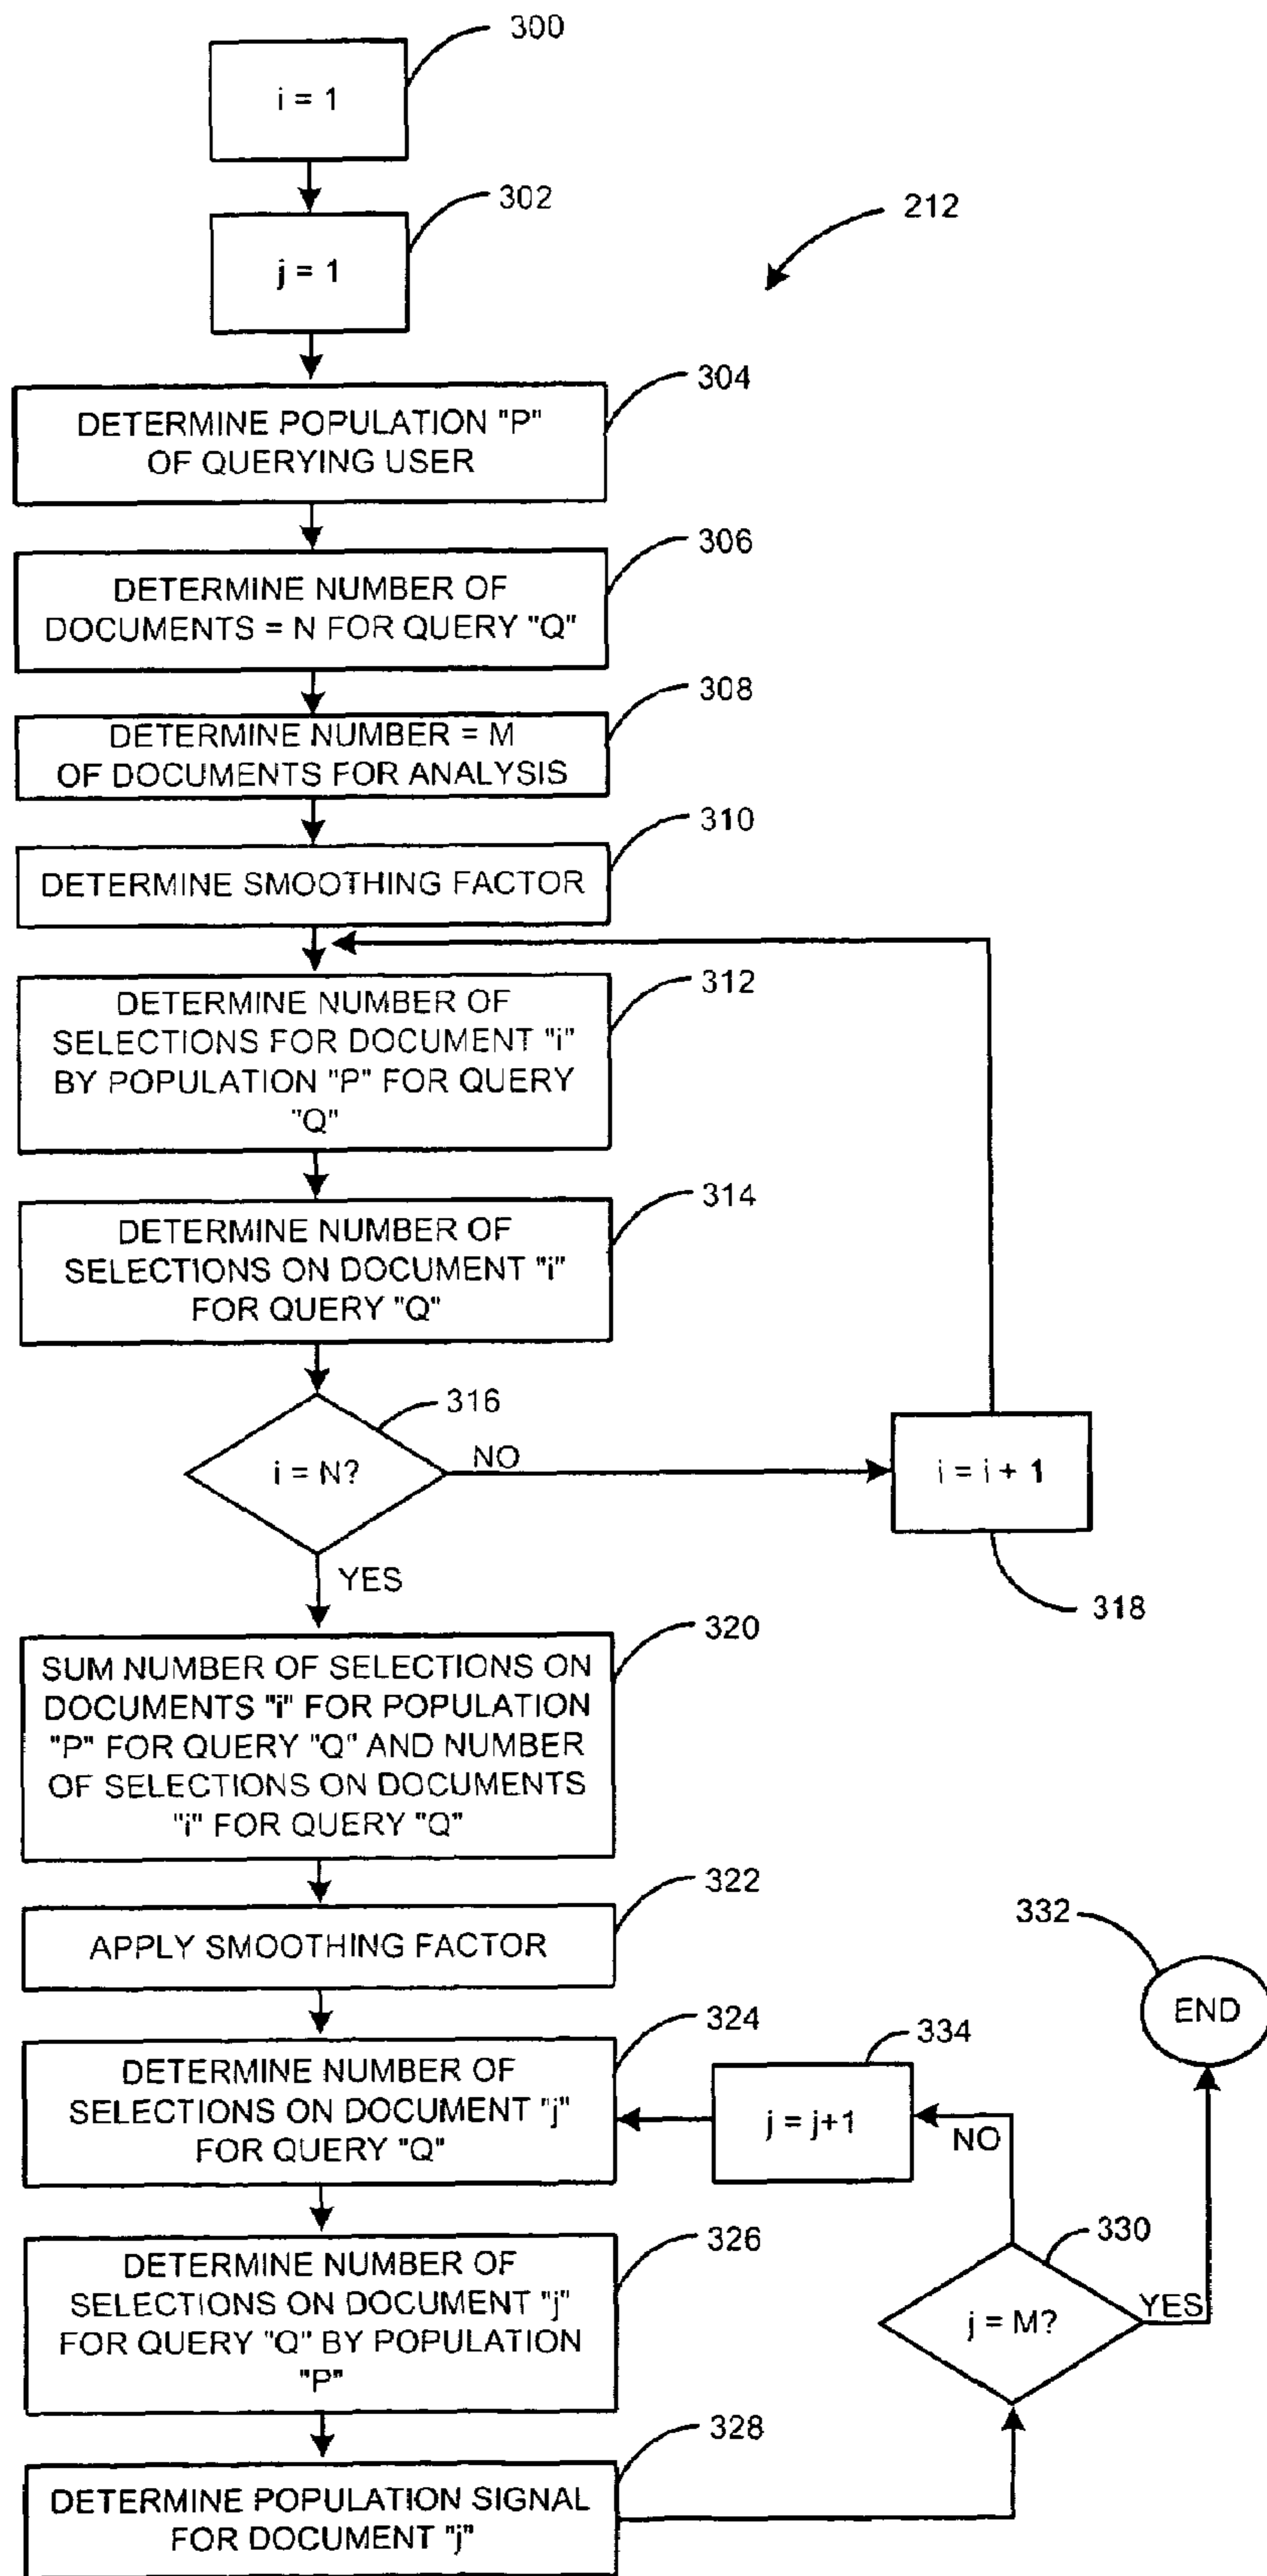 300
i = 1
302
j = 1
212
304
DETERMINE POPULATION "P"
OF QUERYING USER
306
DETERMINE NUMBER OF
DOCUMENTS = N FOR QUERY "Q"
308
DETERMINE NUMBER = M
OF DOCUMENTS FOR ANALYSIS
310
DETERMINE SMOOTHING FACTOR
312
DETERMINE NUMBER OF
SELECTIONS FOR DOCUMENT "i"
BY POPULATION "P" FOR QUERY
"Q"
314
DETERMINE NUMBER OF
SELECTIONS ON DOCUMENT "i"
FOR QUERY "Q"
316
i = N?
NO
i = i + 1
318
YES
320
SUM NUMBER OF SELECTIONS ON
DOCUMENTS "i" FOR POPULATION
"P" FOR QUERY "Q" AND NUMBER
OF SELECTIONS ON DOCUMENTS
"i" FOR QUERY "Q"
322
APPLY SMOOTHING FACTOR
332
END
324
DETERMINE NUMBER OF
SELECTIONS ON DOCUMENT "j"
FOR QUERY "Q"
334
j = j+1
NO
326
DETERMINE NUMBER OF
SELECTIONS ON DOCUMENT "j"
FOR QUERY "Q" BY POPULATION
"P"
330
j = M?
YES
328
DETERMINE POPULATION SIGNAL
FOR DOCUMENT "j"